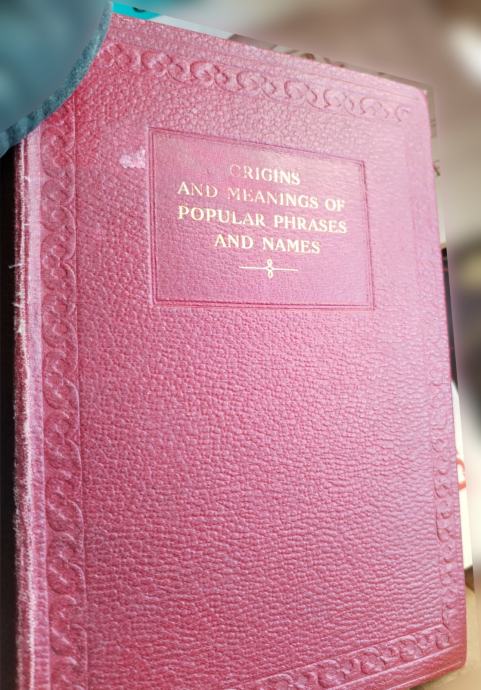 ORIGINS
AND MEANINGS OF
POPULAR PHRASES
AND NAMES